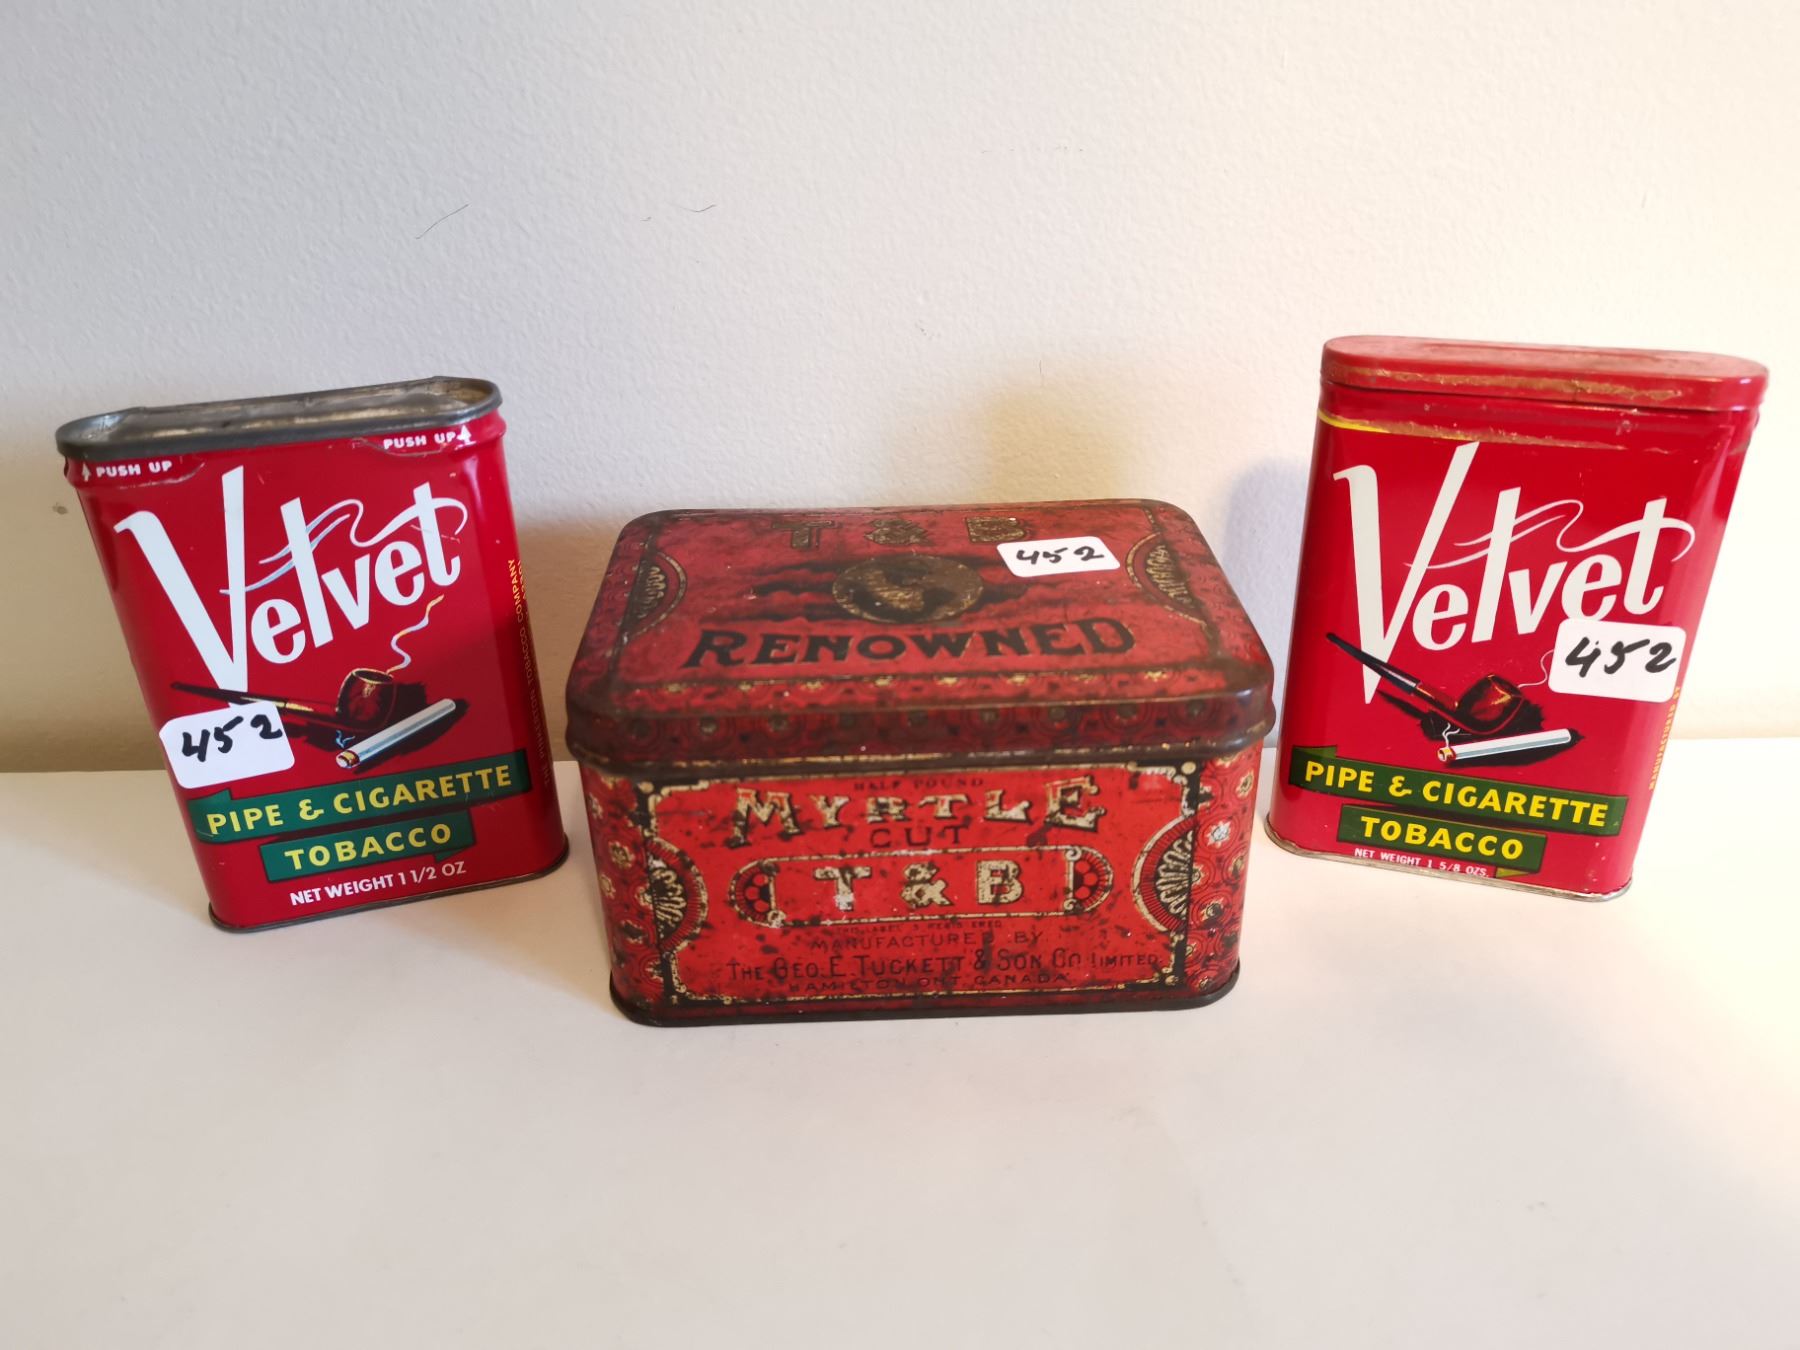 PUSH UP
PUSH UP
Velvet
452
PIPE & CIGARETTE
TOBACCO
NET WEIGHT 1 1/2 OZ
T & B
452
RENOWNED
HALF POUND
MYRTLE
CUT
T & B
MANUFACTURED BY
THE GEO. E. TUCKETT & SON CO. LIMITED
HAMILTON, ONT. CANADA
Velvet
452
PIPE & CIGARETTE
TOBACCO
NET WEIGHT 1 5/8 OZS.
MANUFACTURED BY